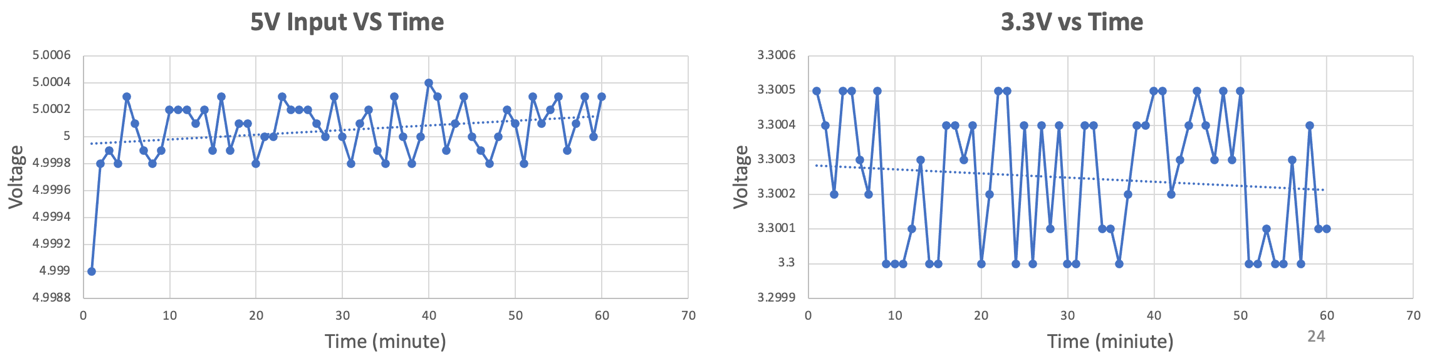 5V Input VS Time
5.0006
5.0004
5.0002
5
4.9998
4.9996
4.9994
4.9992
4.999
4.9988
Voltage
0 10 20 30 40 50 60 70
Time (minute)
3.3V vs Time
3.3006
3.3005
3.3004
3.3003
3.3002
3.3001
3.3
3.2999
Voltage
0 10 20 30 40 50 60 70
Time (miniute)
24